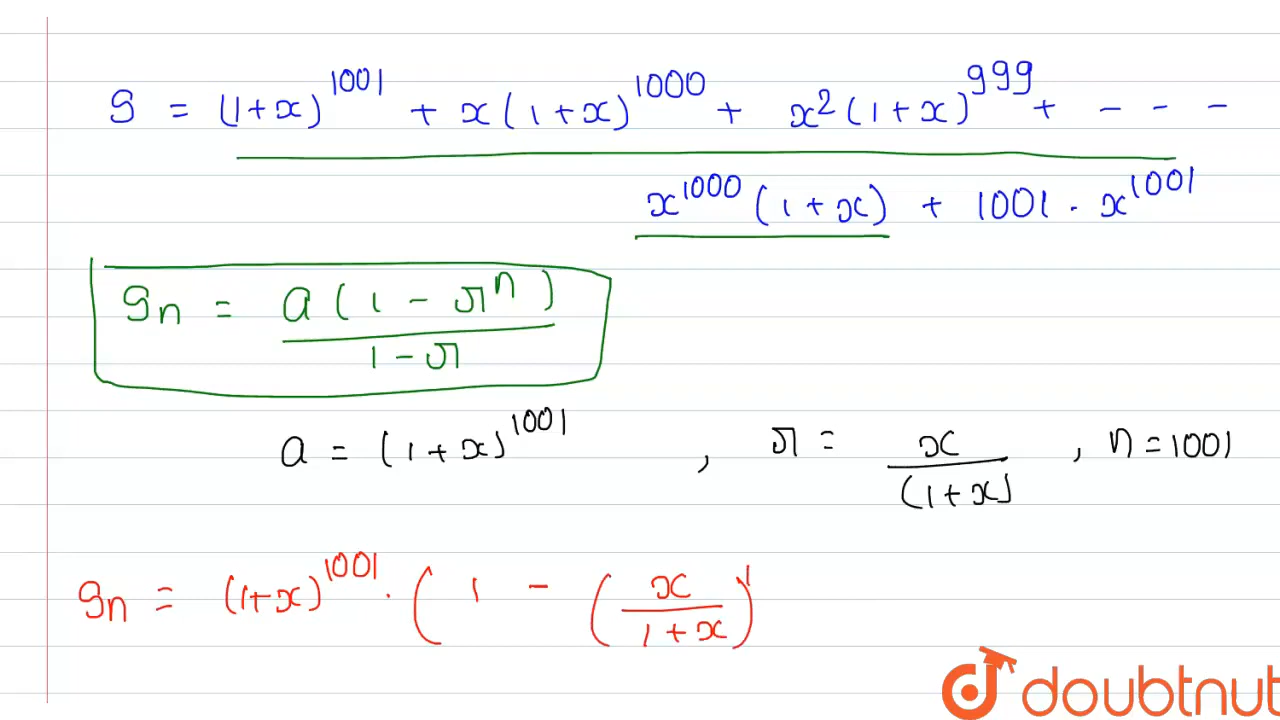 S = (1+x)^1001 + x(1+x)^1000 + x^2(1+x)^999 + - - -
x^1000 (1+x) + 1001 . x^1001
Sn = a(1 - r^n) / 1-r
a = (1+x)^1001 , r = x/(1+x) , n = 1001
Sn = (1+x)^1001 . ( 1 - (x/1+x)^1
doubtnut